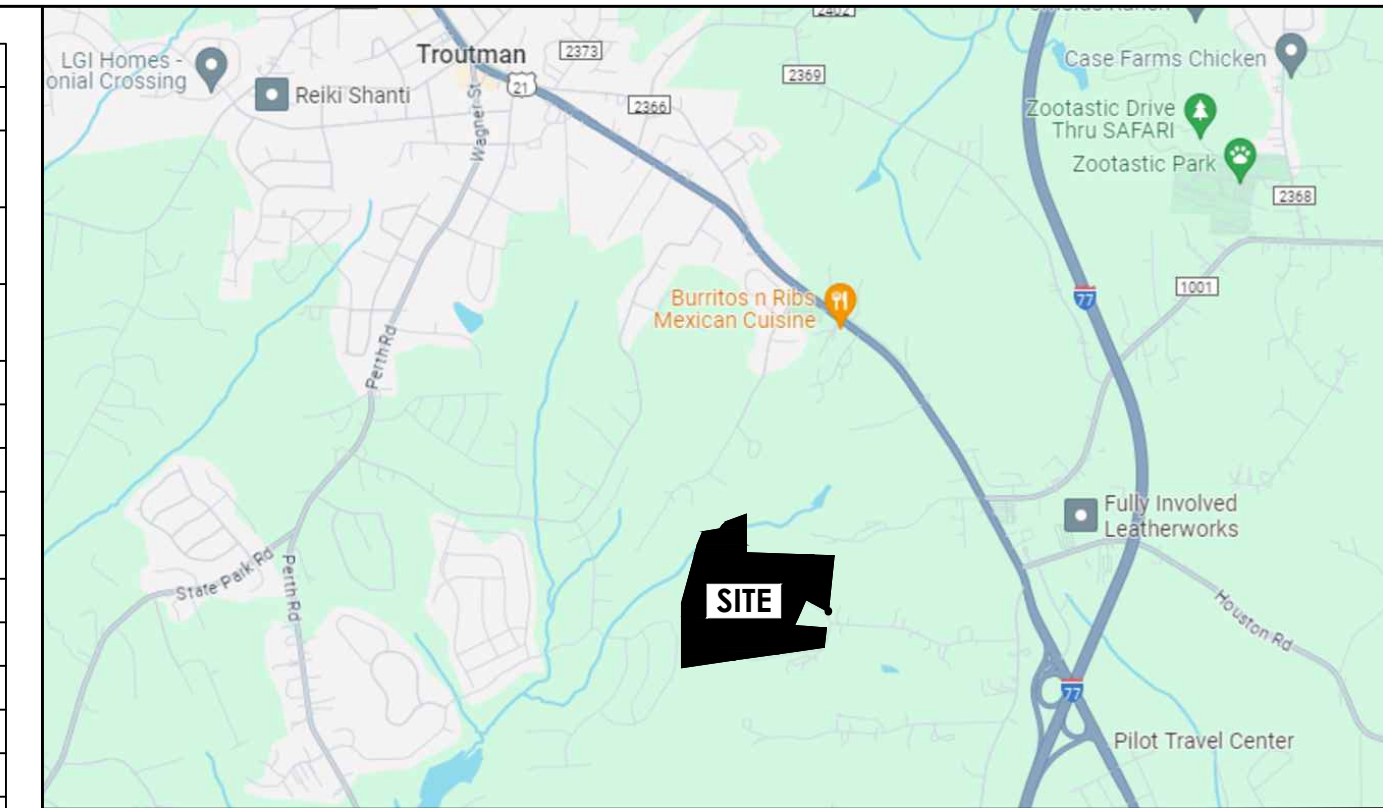 2402
Troutman
2373
LGI Homes -
onial Crossing
Case Farms Chicken
2369
21
Reiki Shanti
2366
Zootastic Drive
Thru SAFARI
Wagner St
Zootastic Park
2368
1001
Burritos n Ribs
Mexican Cuisine
77
Perth Rd
Fully Involved
Leatherworks
State Park Rd
Perth Rd
SITE
Houston Rd
77
Pilot Travel Center